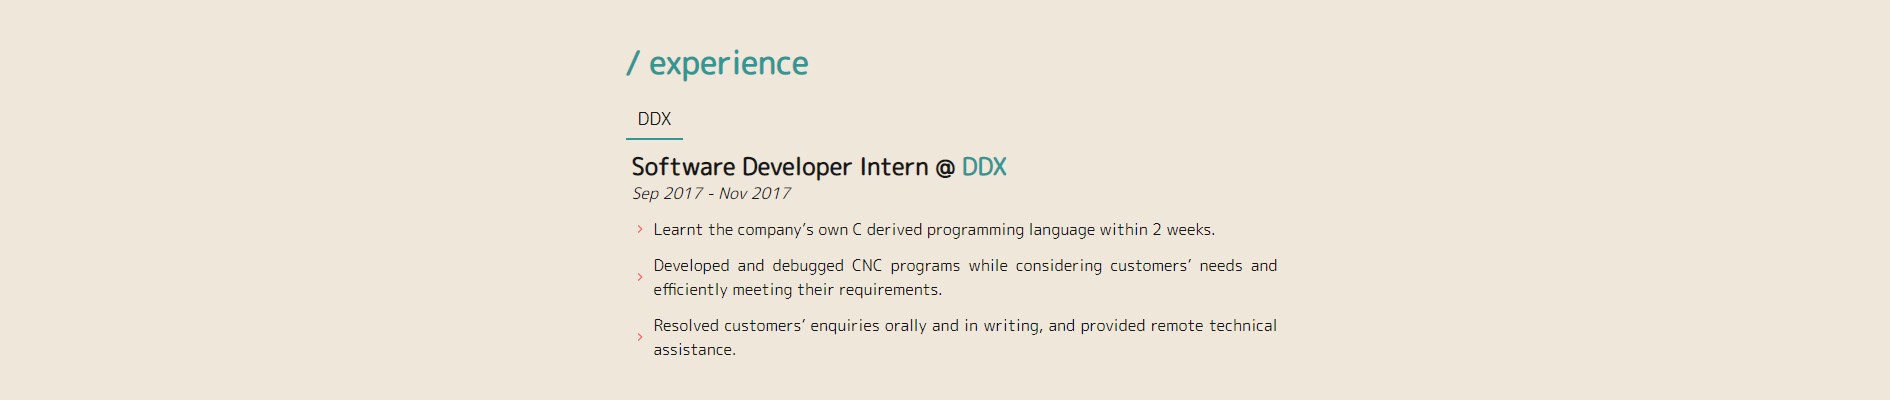 / experience
DDX
Software Developer Intern @ DDX
Sep 2017 - Nov 2017
› Learnt the company’s own C derived programming language within 2 weeks.
› Developed and debugged CNC programs while considering customers’ needs and
efficiently meeting their requirements.
› Resolved customers’ enquiries orally and in writing, and provided remote technical
assistance.